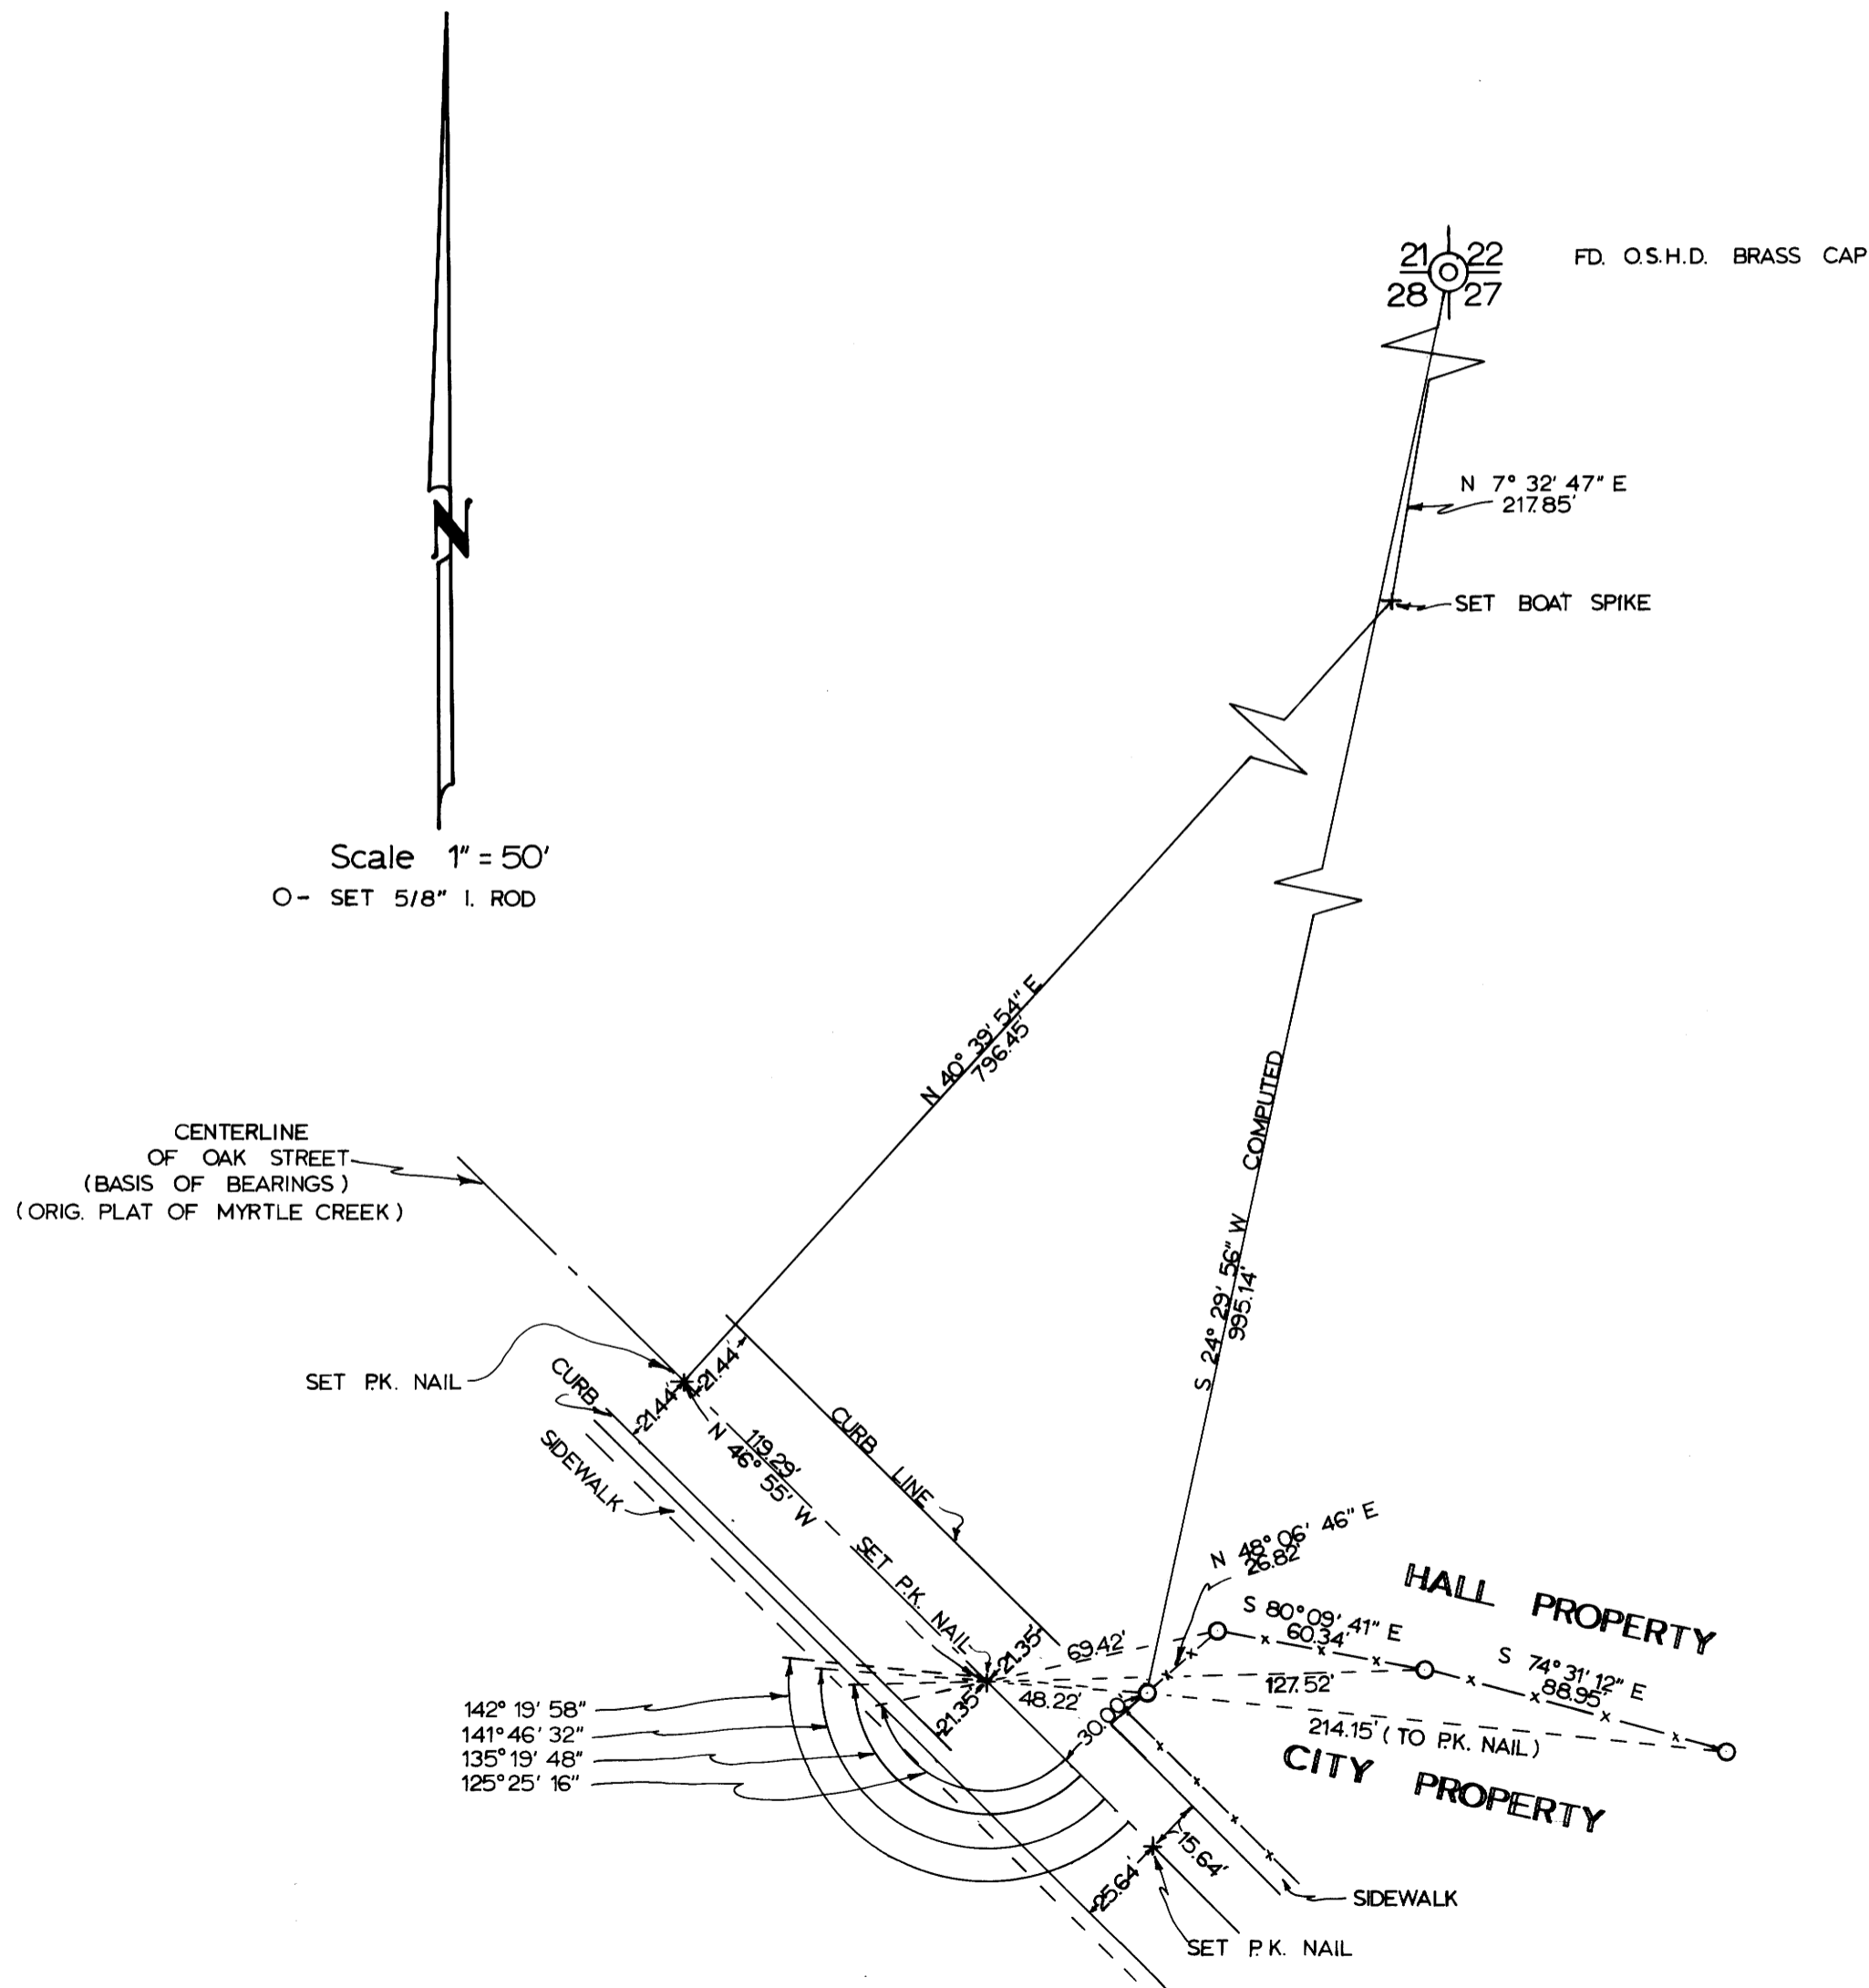 21 22
28 27
FD. O.S.H.D. BRASS CAP
N 7° 32' 47" E
217.85'
SET BOAT SPIKE
N
Scale 1" = 50'
O- SET 5/8" I. ROD
N 40° 39' 54" E
796.45'
COMPUTED
S 24° 29' 56" W
995.14'
CENTERLINE
OF OAK STREET
(BASIS OF BEARINGS)
(ORIG. PLAT OF MYRTLE CREEK)
SET P.K. NAIL
CURB
SIDEWALK
21.44'
21.44'
119.29'
N 46° 55' W
CURB LINE
SET P.K. NAIL
21.35'
21.35'
69.42'
48.22'
N 48° 06' 46" E
26.82'
HALL PROPERTY
S 80° 09' 41" E
60.34'
S 74° 31' 12" E
88.95'
127.52'
214.15' (TO P.K. NAIL)
30.00'
CITY PROPERTY
142° 19' 58"
141° 46' 32"
135° 19' 48"
125° 25' 16"
15.64'
25.64'
SIDEWALK
SET P.K. NAIL